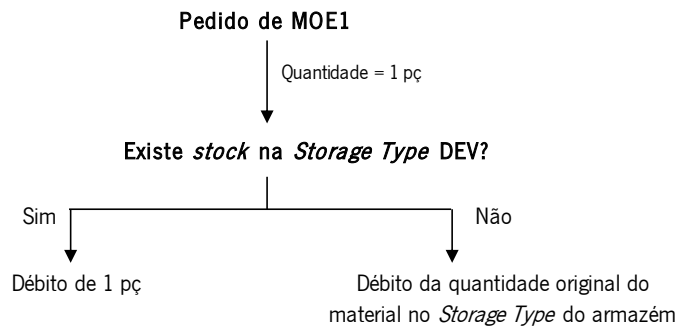 Pedido de MOE1
Quantidade = 1 pç
Existe stock na Storage Type DEV?
Sim
Não
Débito de 1 pç
Débito da quantidade original do
material no Storage Type do armazém